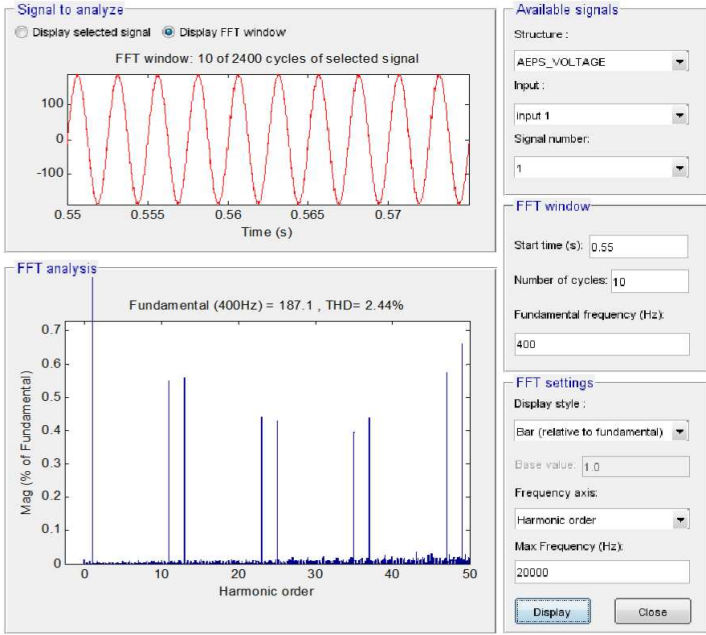 Signal to analyze
Display selected signal Display FFT window
FFT window: 10 of 2400 cycles of selected signal
100
0
-100
0.55 0.555 0.56 0.565 0.57
Time (s)
FFT analysis
Fundamental (400Hz) = 187.1 , THD= 2.44%
Mag (% of Fundamental)
0.7
0.6
0.5
0.4
0.3
0.2
0.1
0
0 10 20 30 40 50
Harmonic order
Available signals
Structure :
AEPS_VOLTAGE
Input :
input 1
Signal number:
1
FFT window
Start time (s): 0.55
Number of cycles: 10
Fundamental frequency (Hz):
400
FFT settings
Display style :
Bar (relative to fundamental)
Base value: 1.0
Frequency axis:
Harmonic order
Max Frequency (Hz):
20000
Display Close